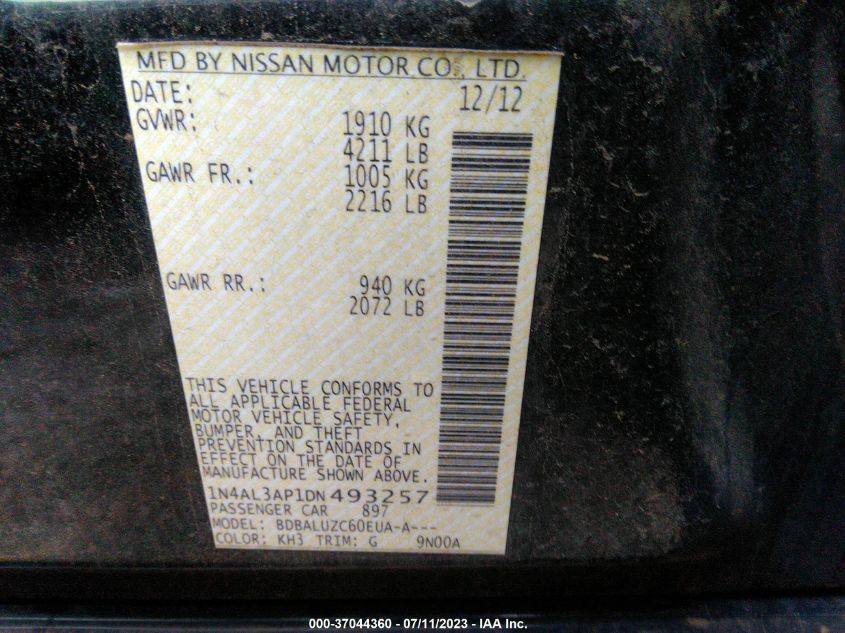 MFD BY NISSAN MOTOR CO., LTD.
DATE: 12/12
GVWR: 1910 KG
4211 LB
GAWR FR.: 1005 KG
2216 LB
GAWR RR.: 940 KG
2072 LB
THIS VEHICLE CONFORMS TO
ALL APPLICABLE FEDERAL
MOTOR VEHICLE SAFETY,
BUMPER, AND THEFT
PREVENTION STANDARDS IN
EFFECT ON THE DATE OF
MANUFACTURE SHOWN ABOVE.
1N4AL3AP1DN493257
PASSENGER CAR 897
MODEL: BDBALUZC60EUA-A---
COLOR: KH3 TRIM: G 9N00A
000-37044360 - 07/11/2023 - IAA Inc.